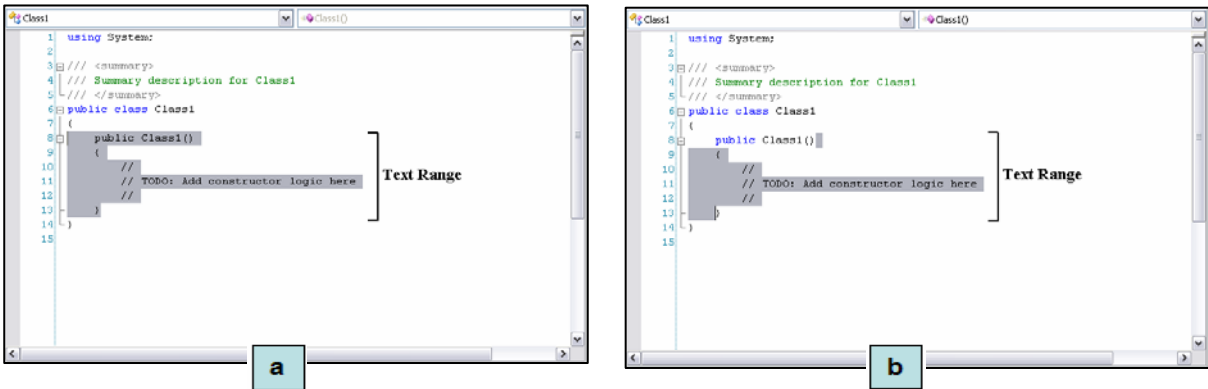 Class1
Class1()
1 using System;
2
3 /// <summary>
4 /// Summary description for Class1
5 /// </summary>
6 public class Class1
7 {
8 public Class1()
9 {
10 //
11 // TODO: Add constructor logic here
12 //
13 }
14 }
15
Text Range
a
Class1
Class1()
1 using System;
2
3 /// <summary>
4 /// Summary description for Class1
5 /// </summary>
6 public class Class1
7 {
8 public Class1()
9 {
10 //
11 // TODO: Add constructor logic here
12 //
13 }
14 }
15
Text Range
b